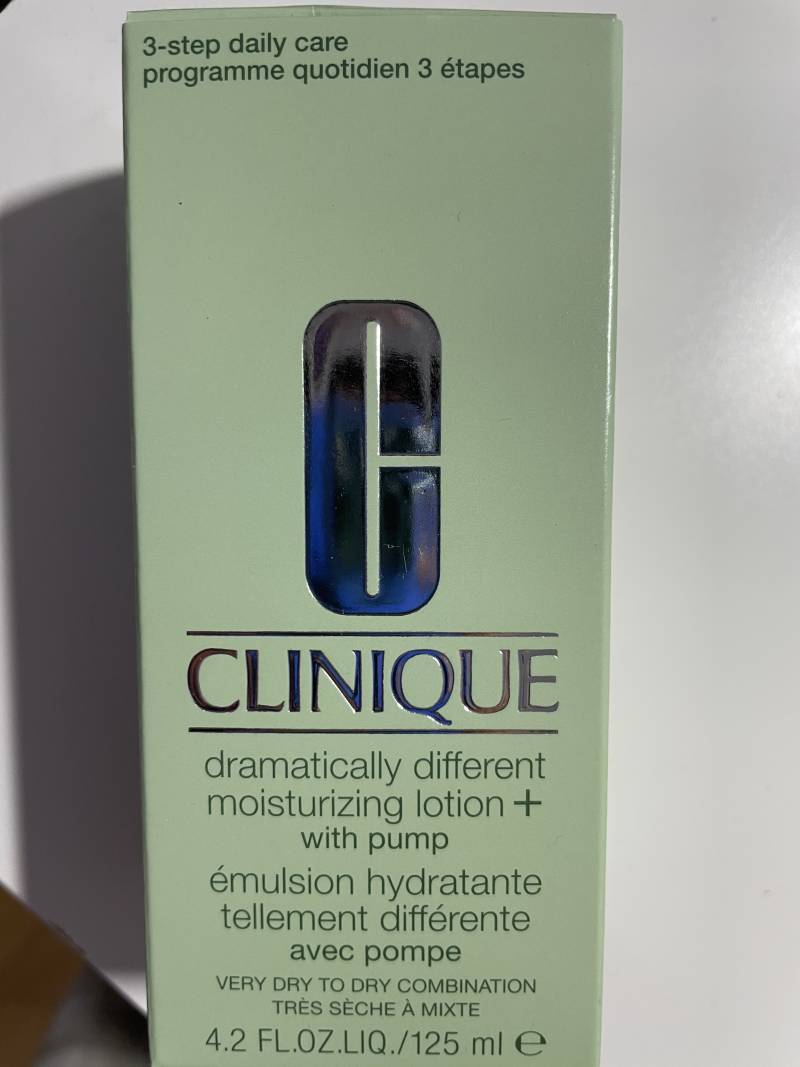 3-step daily care
programme quotidien 3 étapes
C
CLINIQUE
dramatically different
moisturizing lotion +
with pump
émulsion hydratante
tellement différente
avec pompe
VERY DRY TO DRY COMBINATION
TRÈS SÈCHE À MIXTE
4.2 FL.OZ.LIQ./125 ml ℮